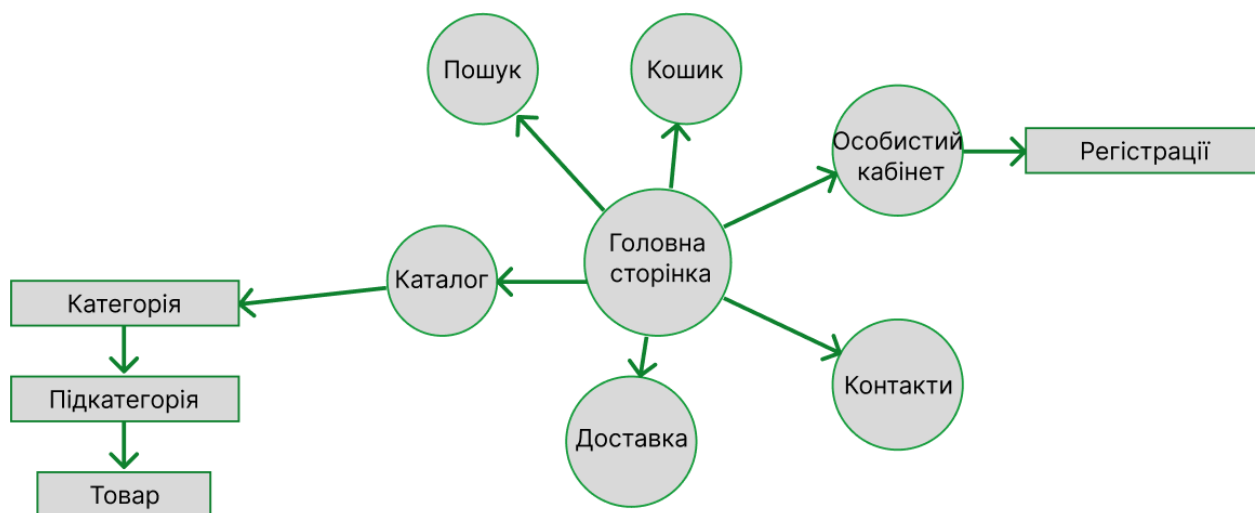 Пошук
Кошик
Особистий
кабінет
Регістрації
Головна
сторінка
Каталог
Категорія
Підкатегорія
Товар
Доставка
Контакти